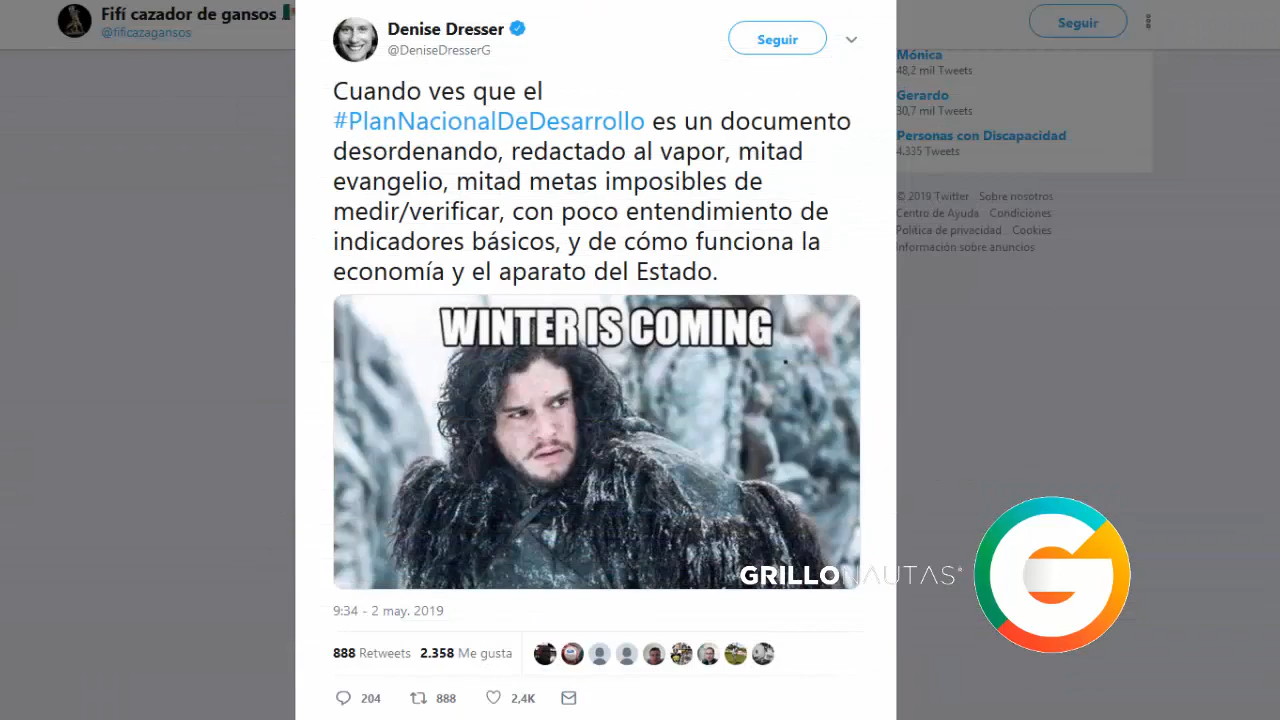 Fifí cazador de gansos
@fificazagansos
Seguir
Denise Dresser
@DeniseDresserG
Seguir
Cuando ves que el
#PlanNacionalDeDesarrollo es un documento
desordenando, redactado al vapor, mitad
evangelio, mitad metas imposibles de
medir/verificar, con poco entendimiento de
indicadores básicos, y de cómo funciona la
economía y el aparato del Estado.
WINTER IS COMING
GRILLONAUTAS
G
9:34 - 2 may. 2019
888 Retweets 2.358 Me gusta
204 888 2,4K
Mónica
48,2 mil Tweets
Gerardo
30,7 mil Tweets
Personas con Discapacidad
4.335 Tweets
© 2019 Twitter Sobre nosotros
Centro de Ayuda Condiciones
Política de privacidad Cookies
Información sobre anuncios